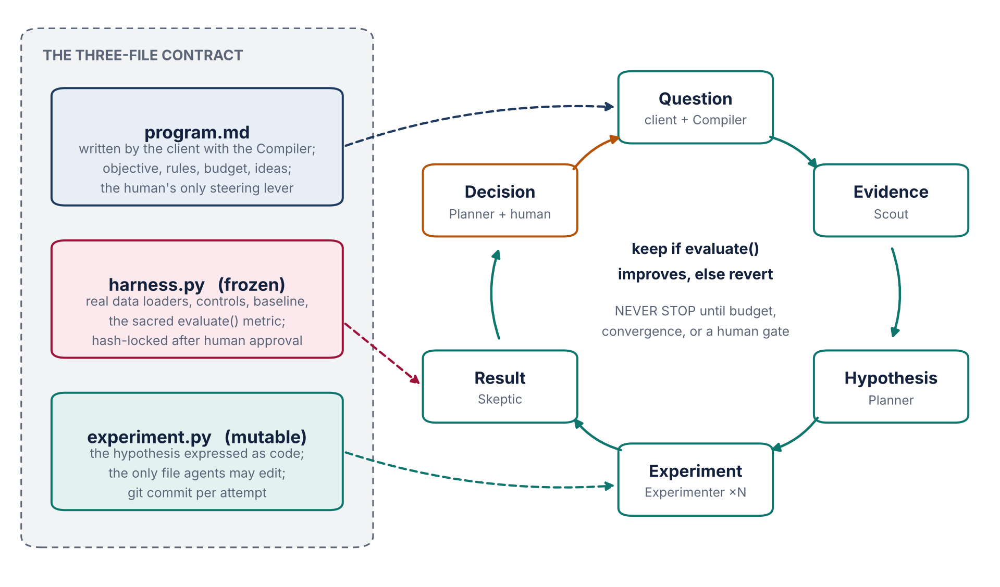 THE THREE-FILE CONTRACT
program.md
written by the client with the Compiler;
objective, rules, budget, ideas;
the human's only steering lever
harness.py (frozen)
real data loaders, controls, baseline,
the sacred evaluate() metric;
hash-locked after human approval
experiment.py (mutable)
the hypothesis expressed as code;
the only file agents may edit;
git commit per attempt
Question
client + Compiler
Evidence
Scout
Hypothesis
Planner
Experiment
Experimenter ×N
Result
Skeptic
Decision
Planner + human
keep if evaluate()
improves, else revert
NEVER STOP until budget,
convergence, or a human gate